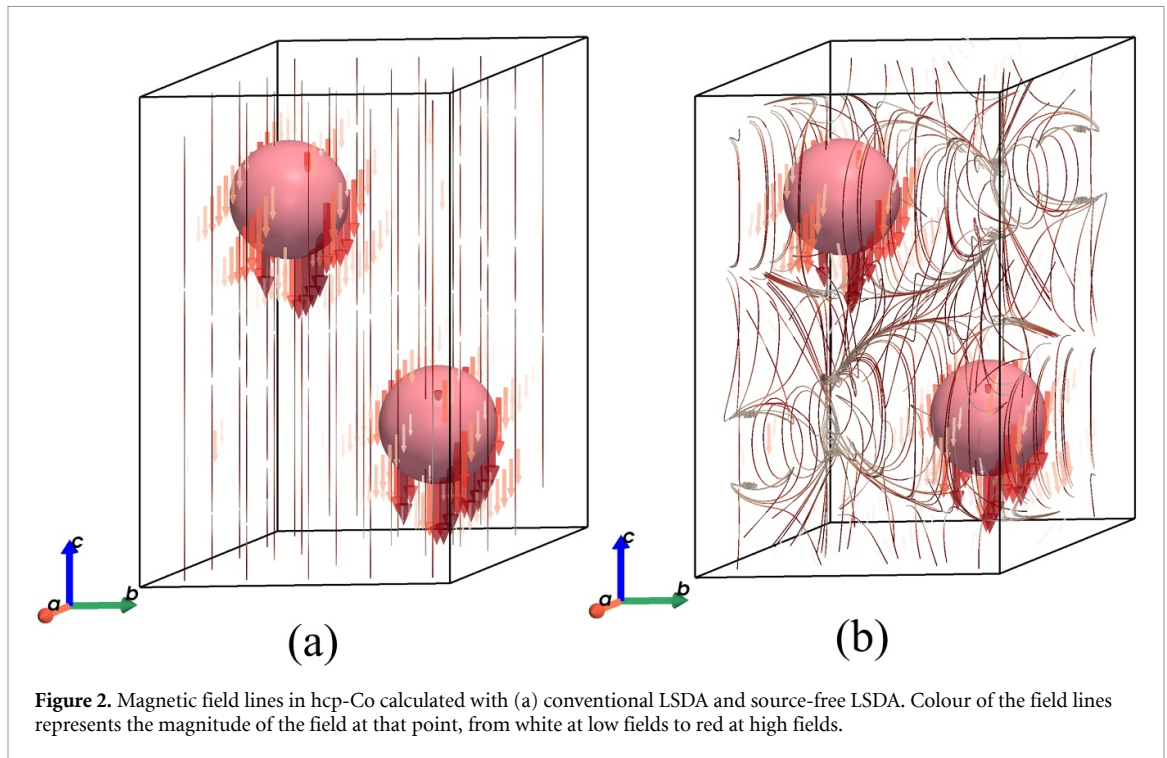 c
a
b
(a)
c
a
b
(b)
Figure 2. Magnetic field lines in hcp-Co calculated with (a) conventional LSDA and source-free LSDA. Colour of the field lines
represents the magnitude of the field at that point, from white at low fields to red at high fields.